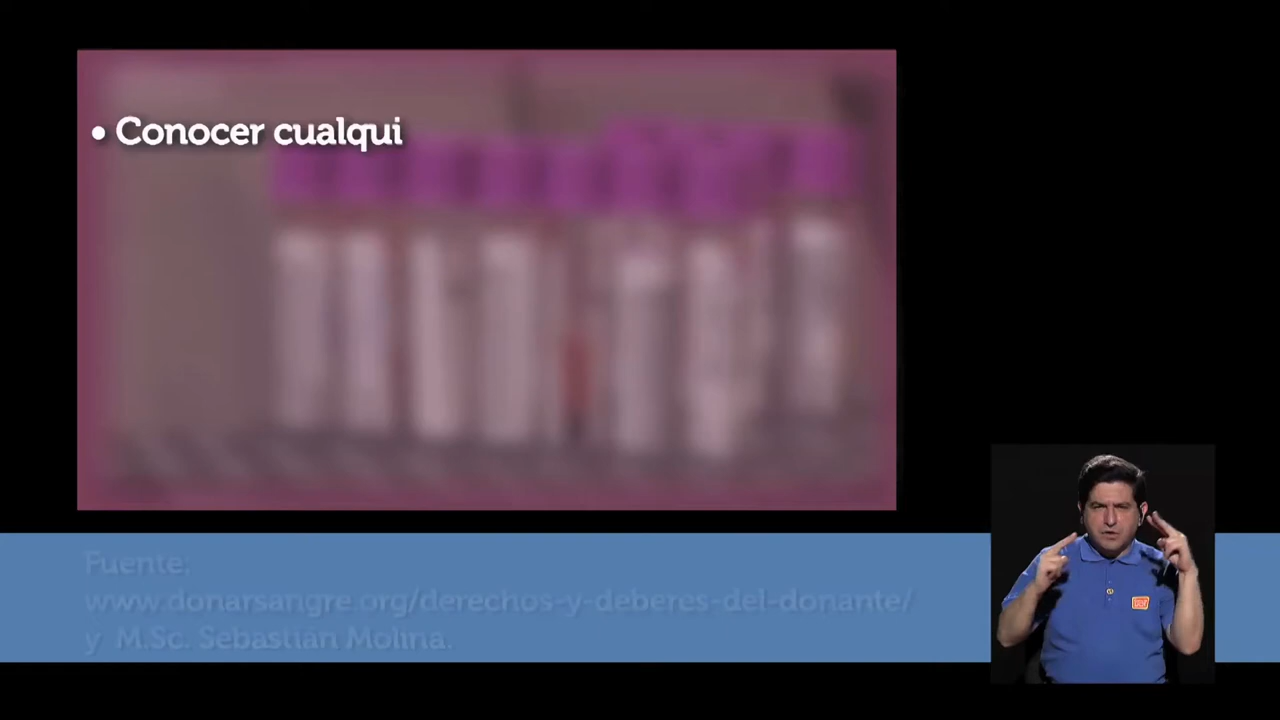 • Conocer cualqui
Fuente:
www.donarsangre.org/derechos-y-deberes-del-donante/
y M.Sc. Sebastián Molina.